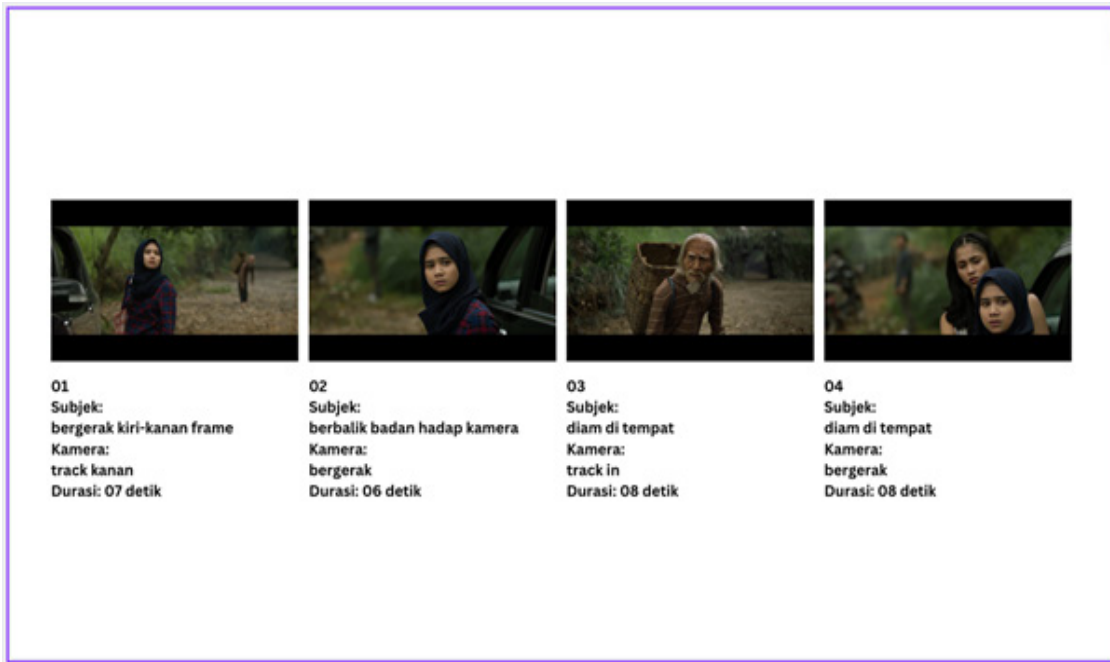 01
Subjek:
bergerak kiri-kanan frame
Kamera:
track kanan
Durasi: 07 detik
02
Subjek:
berbalik badan hadap kamera
Kamera:
bergerak
Durasi: 06 detik
03
Subjek:
diam di tempat
Kamera:
track in
Durasi: 08 detik
04
Subjek:
diam di tempat
Kamera:
bergerak
Durasi: 08 detik